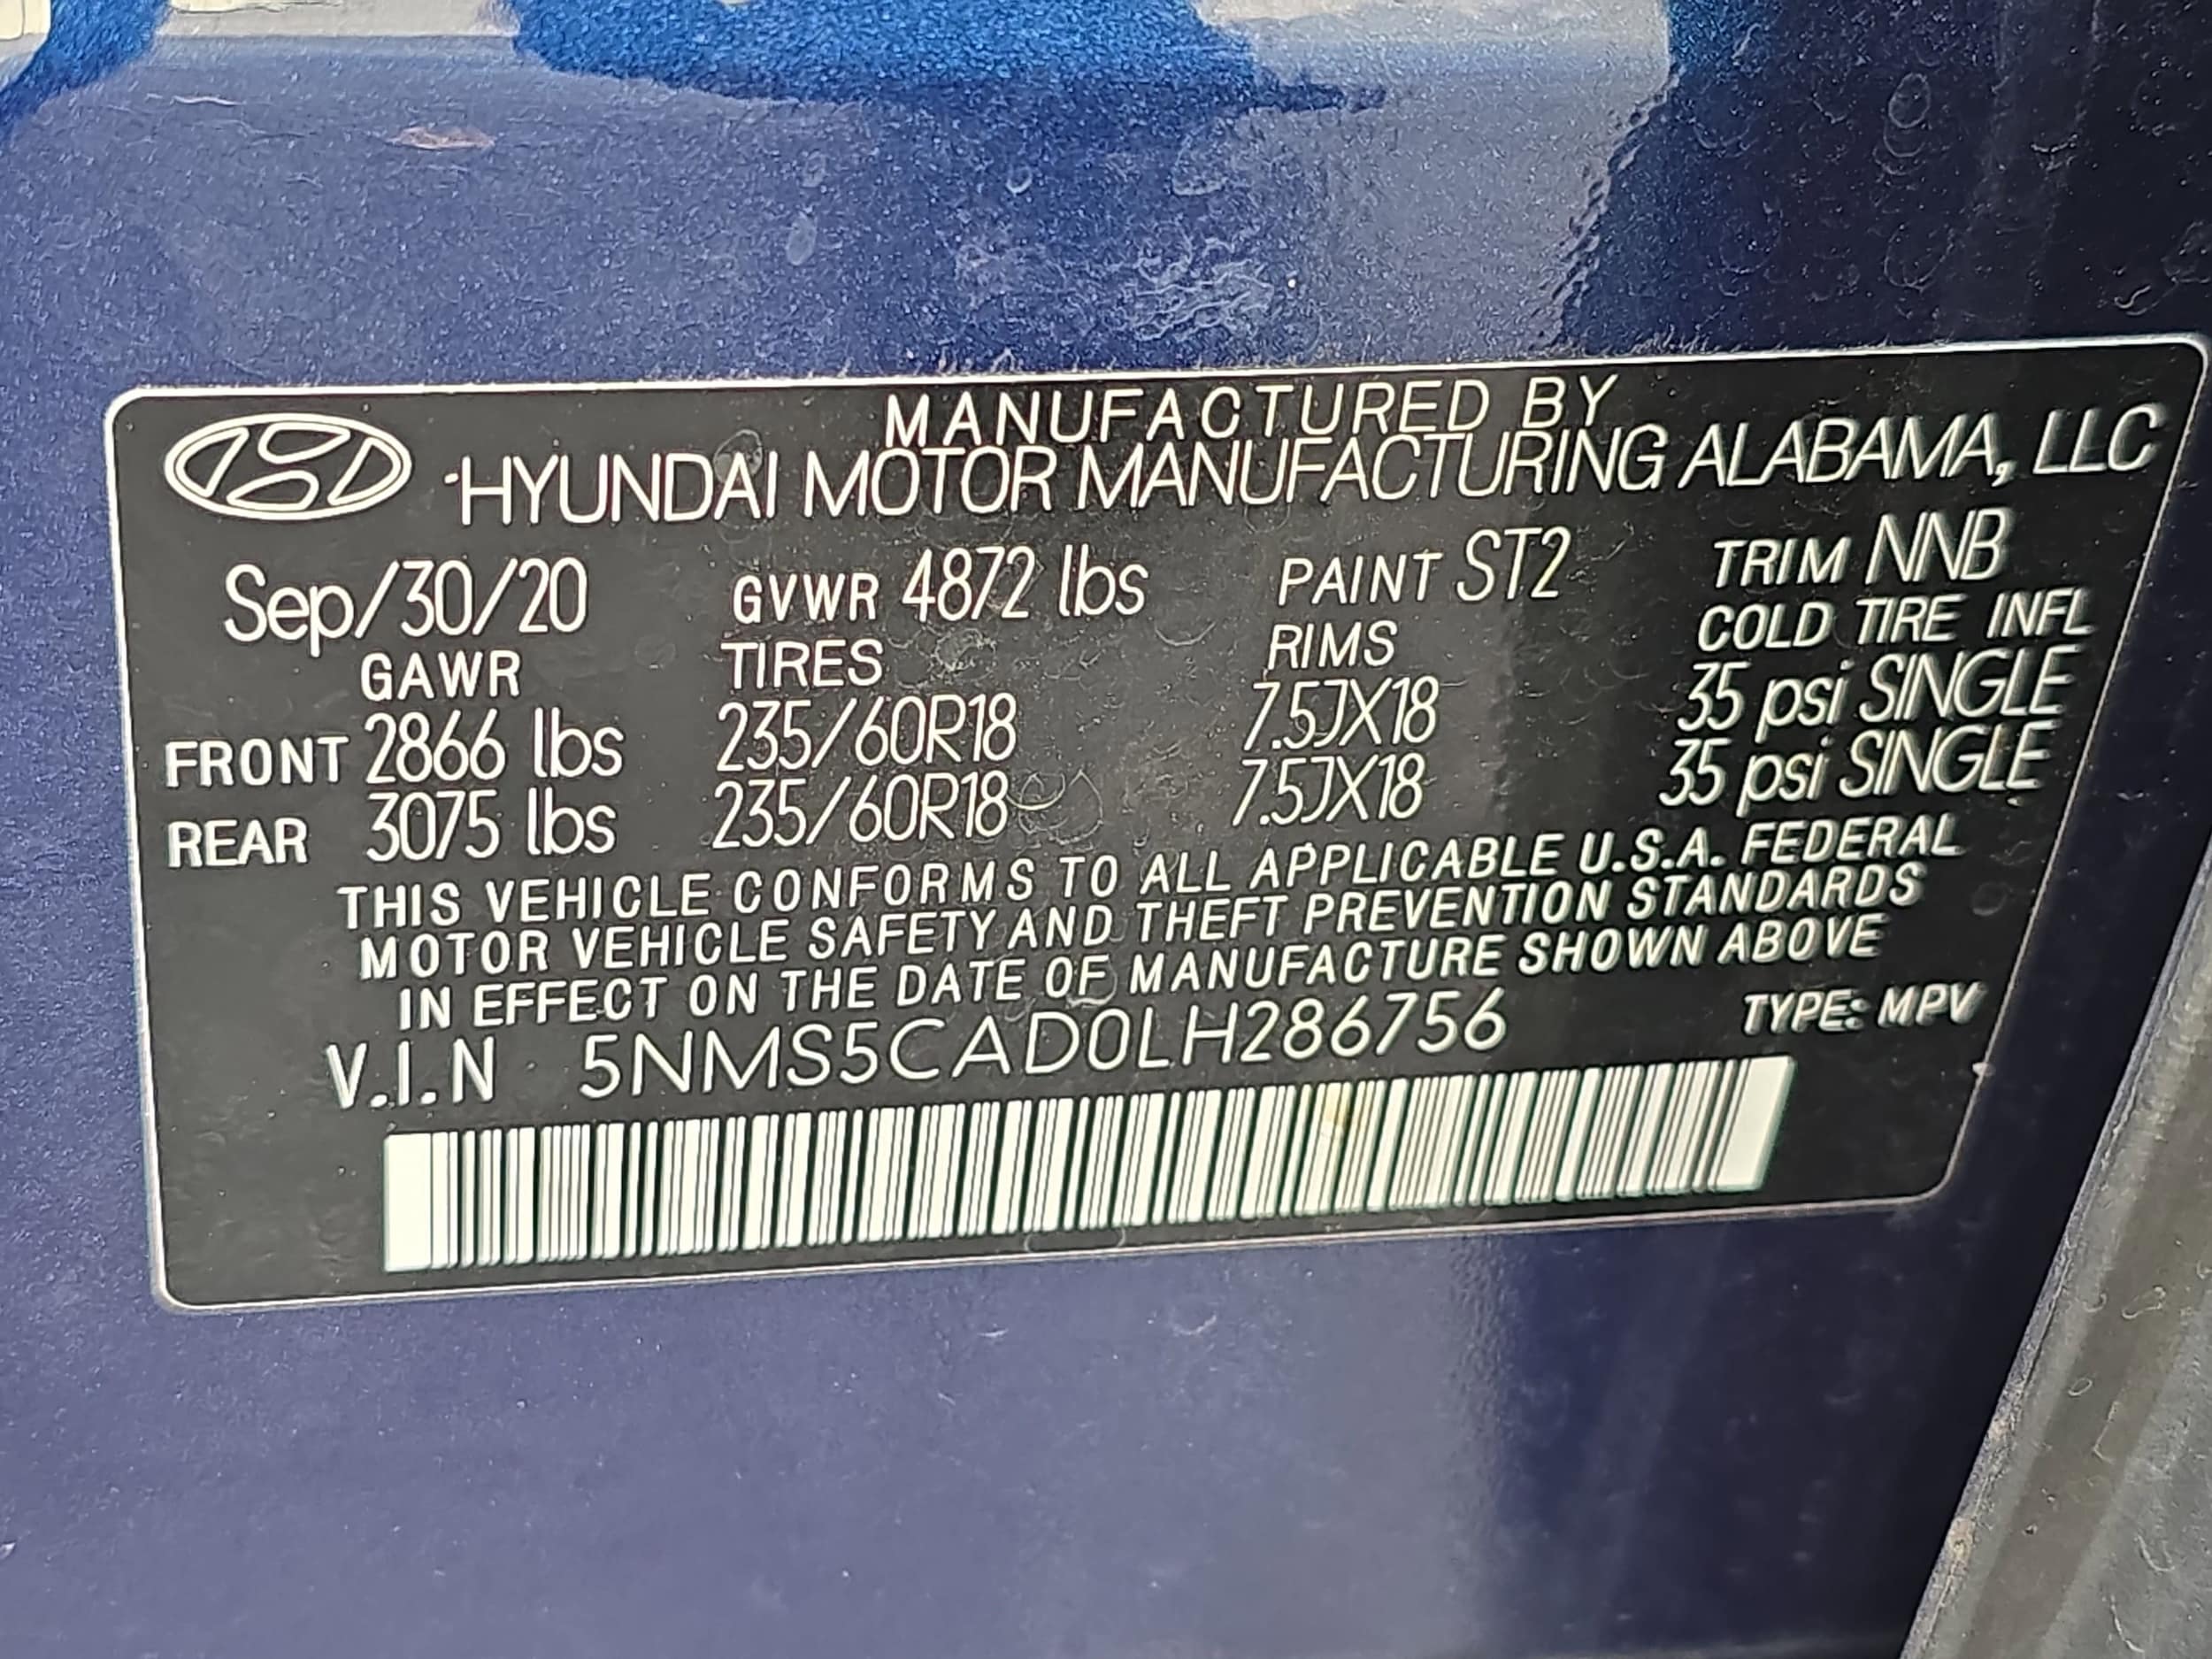 MANUFACTURED BY
HYUNDAI MOTOR MANUFACTURING ALABAMA, LLC
Sep/30/20 GVWR 4872 lbs PAINT ST2 TRIM NNB
GAWR TIRES RIMS COLD TIRE INFL
FRONT 2866 lbs 235/60R18 7.5JX18 35 psi SINGLE
REAR 3075 lbs 235/60R18 7.5JX18 35 psi SINGLE
THIS VEHICLE CONFORMS TO ALL APPLICABLE U.S.A. FEDERAL
MOTOR VEHICLE SAFETY AND THEFT PREVENTION STANDARDS
IN EFFECT ON THE DATE OF MANUFACTURE SHOWN ABOVE
V.I.N 5NMS5CAD0LH286756 TYPE: MPV